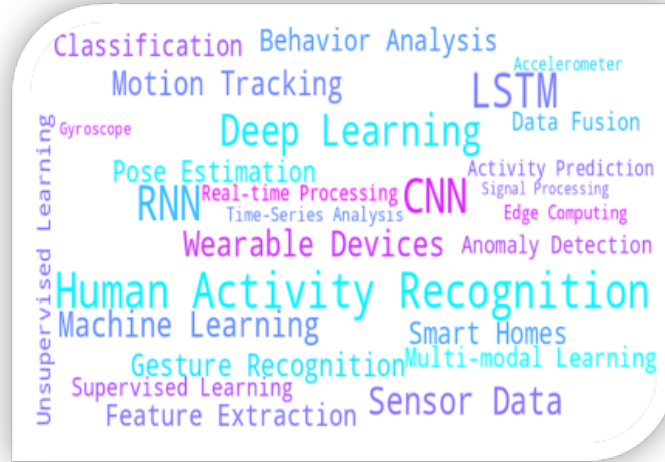 Classification
Behavior Analysis
Accelerometer
Motion Tracking
LSTM
Data Fusion
Gyroscope
Deep Learning
Unsupervised Learning
Pose Estimation
Activity Prediction
RNN
Real-time Processing
CNN
Signal Processing
Time-Series Analysis
Edge Computing
Wearable Devices
Anomaly Detection
Human Activity Recognition
Machine Learning
Smart Homes
Gesture Recognition
Multi-modal Learning
Supervised Learning
Sensor Data
Feature Extraction